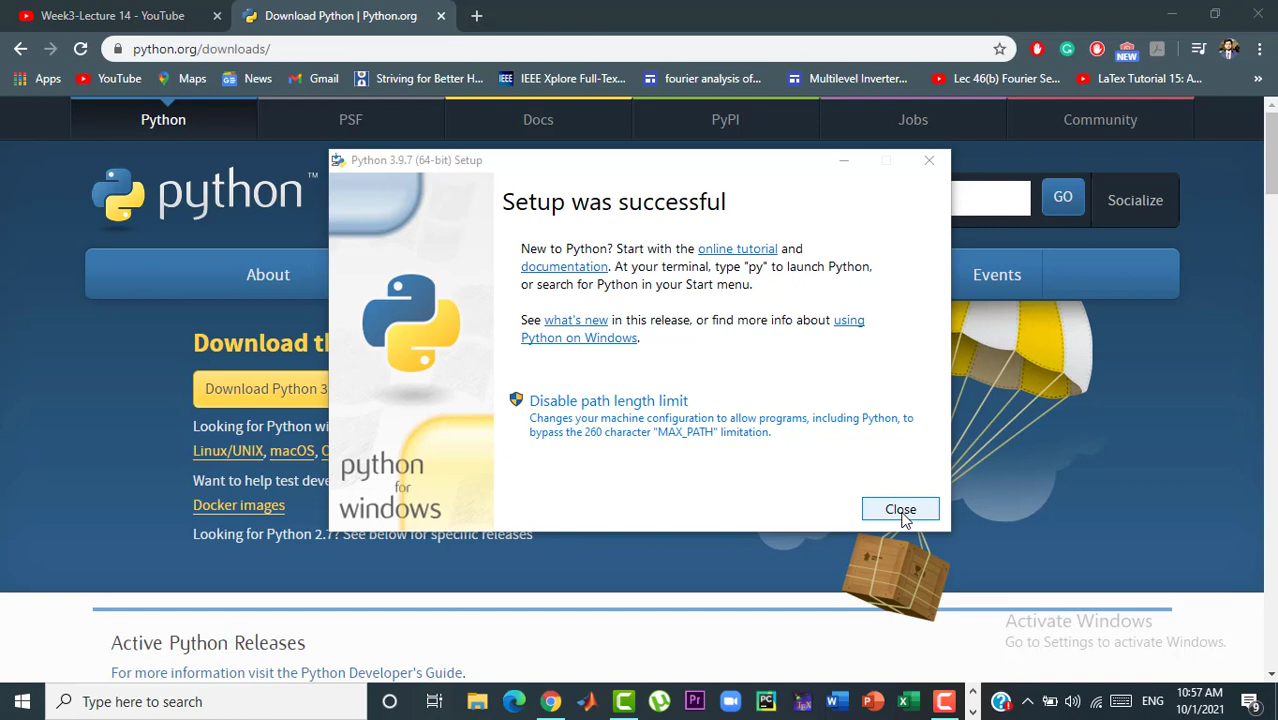 Week3-Lecture 14 - YouTube
Download Python | Python.org
python.org/downloads/
NEW
Apps
YouTube
Maps
News
Gmail
Striving for Better H...
IEEE Xplore Full-Tex...
fourier analysis of...
Multilevel Inverter...
Lec 46(b) Fourier Se...
LaTex Tutorial 15: A...
»
Python
PSF
Docs
PyPI
Jobs
Community
python™
GO
Socialize
About
Events
Download th
Download Python 3
Looking for Python wi
Linux/UNIX, macOS, O
Want to help test deve
Docker images
Looking for Python 2.7? See below for specific releases
Python 3.9.7 (64-bit) Setup
Setup was successful
New to Python? Start with the online tutorial and
documentation. At your terminal, type "py" to launch Python,
or search for Python in your Start menu.
See what's new in this release, or find more info about using
Python on Windows.
Disable path length limit
Changes your machine configuration to allow programs, including Python, to
bypass the 260 character "MAX_PATH" limitation.
python
for
windows
Close
Active Python Releases
For more information visit the Python Developer's Guide.
Activate Windows
Go to Settings to activate Windows.
Type here to search
ENG
10:57 AM
10/1/2021
9